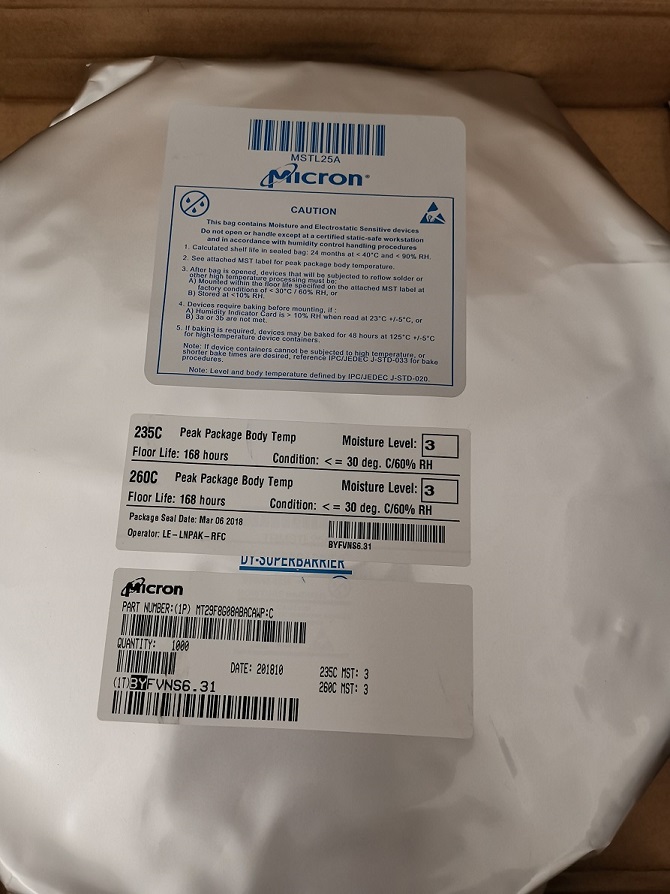 MSTL25A
Micron®
CAUTION
This bag contains Moisture and Electrostatic Sensitive devices
Do not open or handle except at a certified static-safe workstation
and in accordance with humidity control handling procedures
1. Calculated shelf life in sealed bag: 24 months at < 40°C and < 90% RH.
2. See attached MST label for peak package body temperature.
3. After bag is opened, devices that will be subjected to reflow solder or
other high temperature processing must be:
A) Mounted within the floor life specified on the attached MST label at
factory conditions of < 30°C / 60% RH, or
B) Stored at <10% RH.
4. Devices require baking before mounting, if :
A) Humidity Indicator Card is > 10% RH when read at 23°C +/-5°C, or
B) 3a or 3b are not met.
5. If baking is required, devices may be baked for 48 hours at 125°C +/-5°C
for high-temperature device containers.
Note: If device containers cannot be subjected to high temperature, or
shorter bake times are desired, reference IPC/JEDEC J-STD-033 for bake
procedures.
Note: Level and body temperature defined by IPC/JEDEC J-STD-020.
235C Peak Package Body Temp Moisture Level: 3
Floor Life: 168 hours Condition: < = 30 deg. C/60% RH
260C Peak Package Body Temp Moisture Level: 3
Floor Life: 168 hours Condition: < = 30 deg. C/60% RH
Package Seal Date: Mar 06 2018
Operator: LE-LNPAK-RFC
BYFVNS6.31
DY-SUPERBARRIER
Micron
PART NUMBER:(1P) MT29F8G08ABACAWP:C
QUANTITY: 1000
DATE: 201810 235C MST: 3
(1T)BYFVNS6.31 260C MST: 3